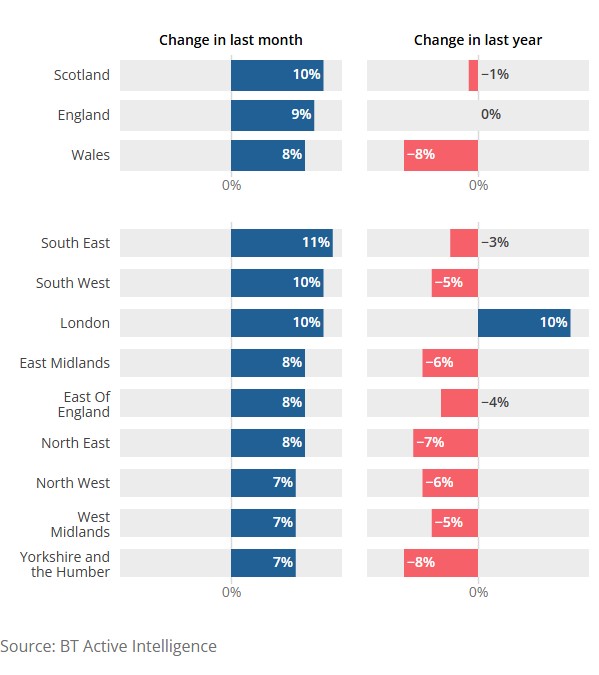 Change in last month Change in last year
Scotland 10% −1%
England 9% 0%
Wales 8% −8%
0% 0%
South East 11% −3%
South West 10% −5%
London 10% 10%
East Midlands 8% −6%
East Of
England 8% −4%
North East 8% −7%
North West 7% −6%
West
Midlands 7% −5%
Yorkshire and
the Humber 7% −8%
0% 0%
Source: BT Active Intelligence